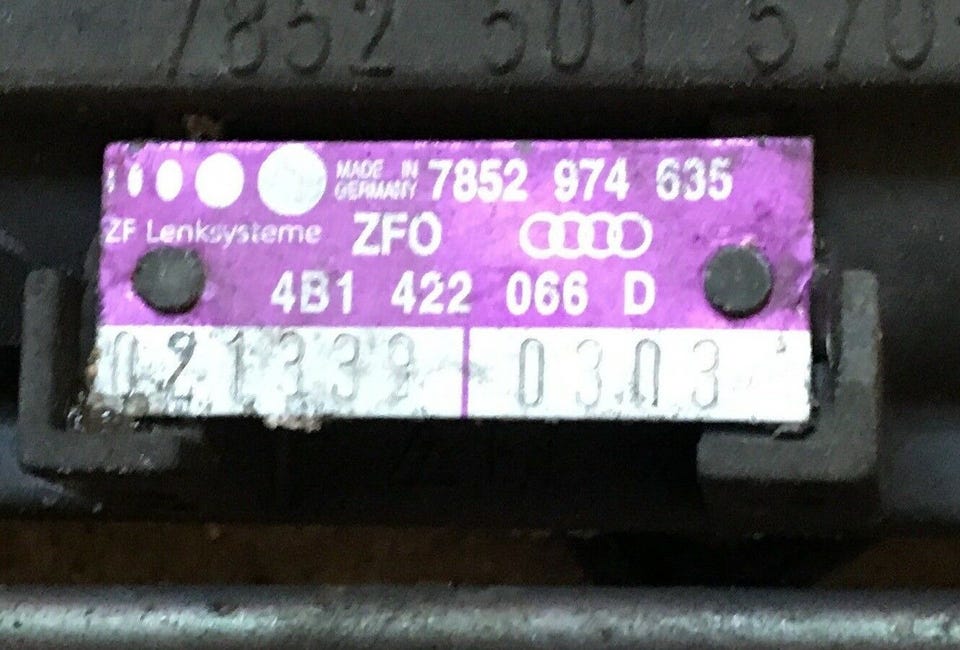 7852 501 570
MADE IN
GERMANY
7852 974 635
ZF Lenksysteme
ZFO
4B1 422 066 D
021339
0303